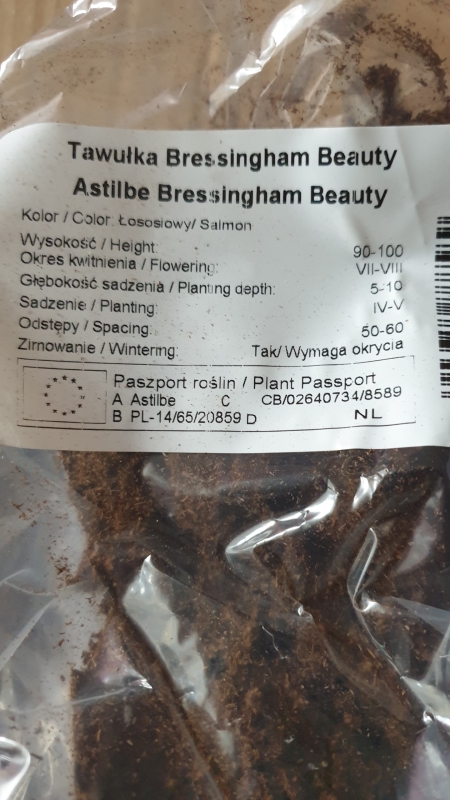 Tawułka Bressingham Beauty
Astilbe Bressingham Beauty
Kolor / Color: Łososiowy/ Salmon
Wysokość / Height: 90-100
Okres kwitnienia / Flowering: VII-VIII
Głębokość sadzenia / Planting depth: 5-10
Sadzenie / Planting: IV-V
Odstępy / Spacing: 50-60
Zimowanie / Wintering: Tak/ Wymaga okrycia
Paszport roślin / Plant Passport
A Astilbe C CB/02640734/8589
B PL-14/65/20859 D NL